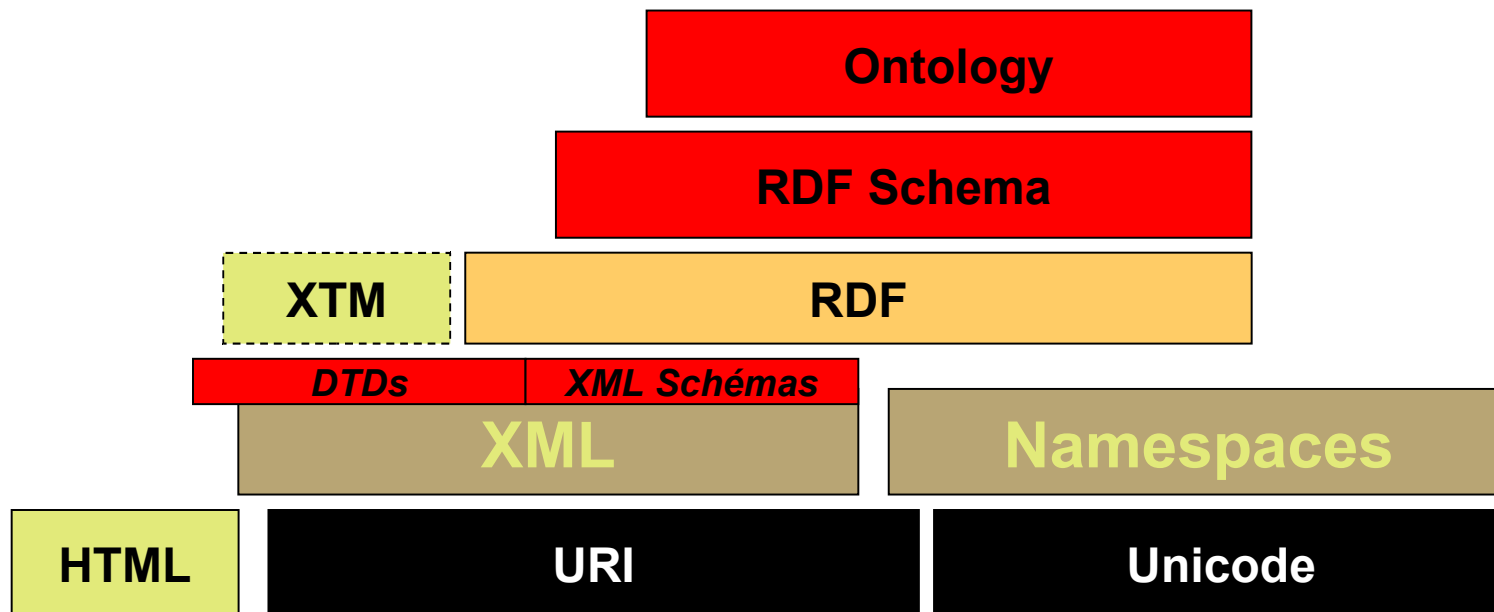 Ontology
RDF Schema
XTM RDF
DTDs XML Schémas
XML Namespaces
HTML URI Unicode